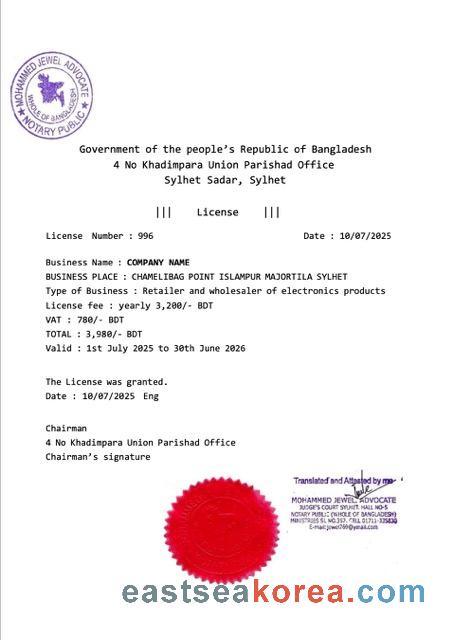 MOHAMMED JEWEL ADVOCATE
WHOLE OF BANGLADESH
★ NOTARY PUBLIC ★
Government of the people’s Republic of Bangladesh
4 No Khadimpara Union Parishad Office
Sylhet Sadar, Sylhet
||| License |||
License Number : 996 Date : 10/07/2025
Business Name : COMPANY NAME
BUSINESS PLACE : CHAMELIBAG POINT ISLAMPUR MAJORTILA SYLHET
Type of Business : Retailer and wholesaler of electronics products
License fee : yearly 3,200/- BDT
VAT : 780/- BDT
TOTAL : 3,980/- BDT
Valid : 1st July 2025 to 30th June 2026
The License was granted.
Date : 10/07/2025 Eng
Chairman
4 No Khadimpara Union Parishad Office
Chairman’s signature
Translated and Attested by me
MOHAMMED JEWEL ADVOCATE
JUDGE'S COURT SYLHET. HALL NO-5
NOTARY PUBLIC (WHOLE OF BANGLADESH)
MINISTRIES SL NO.357. CELL 01711-335830
E-mail:jewel769@ymail.com
eastseakorea.com